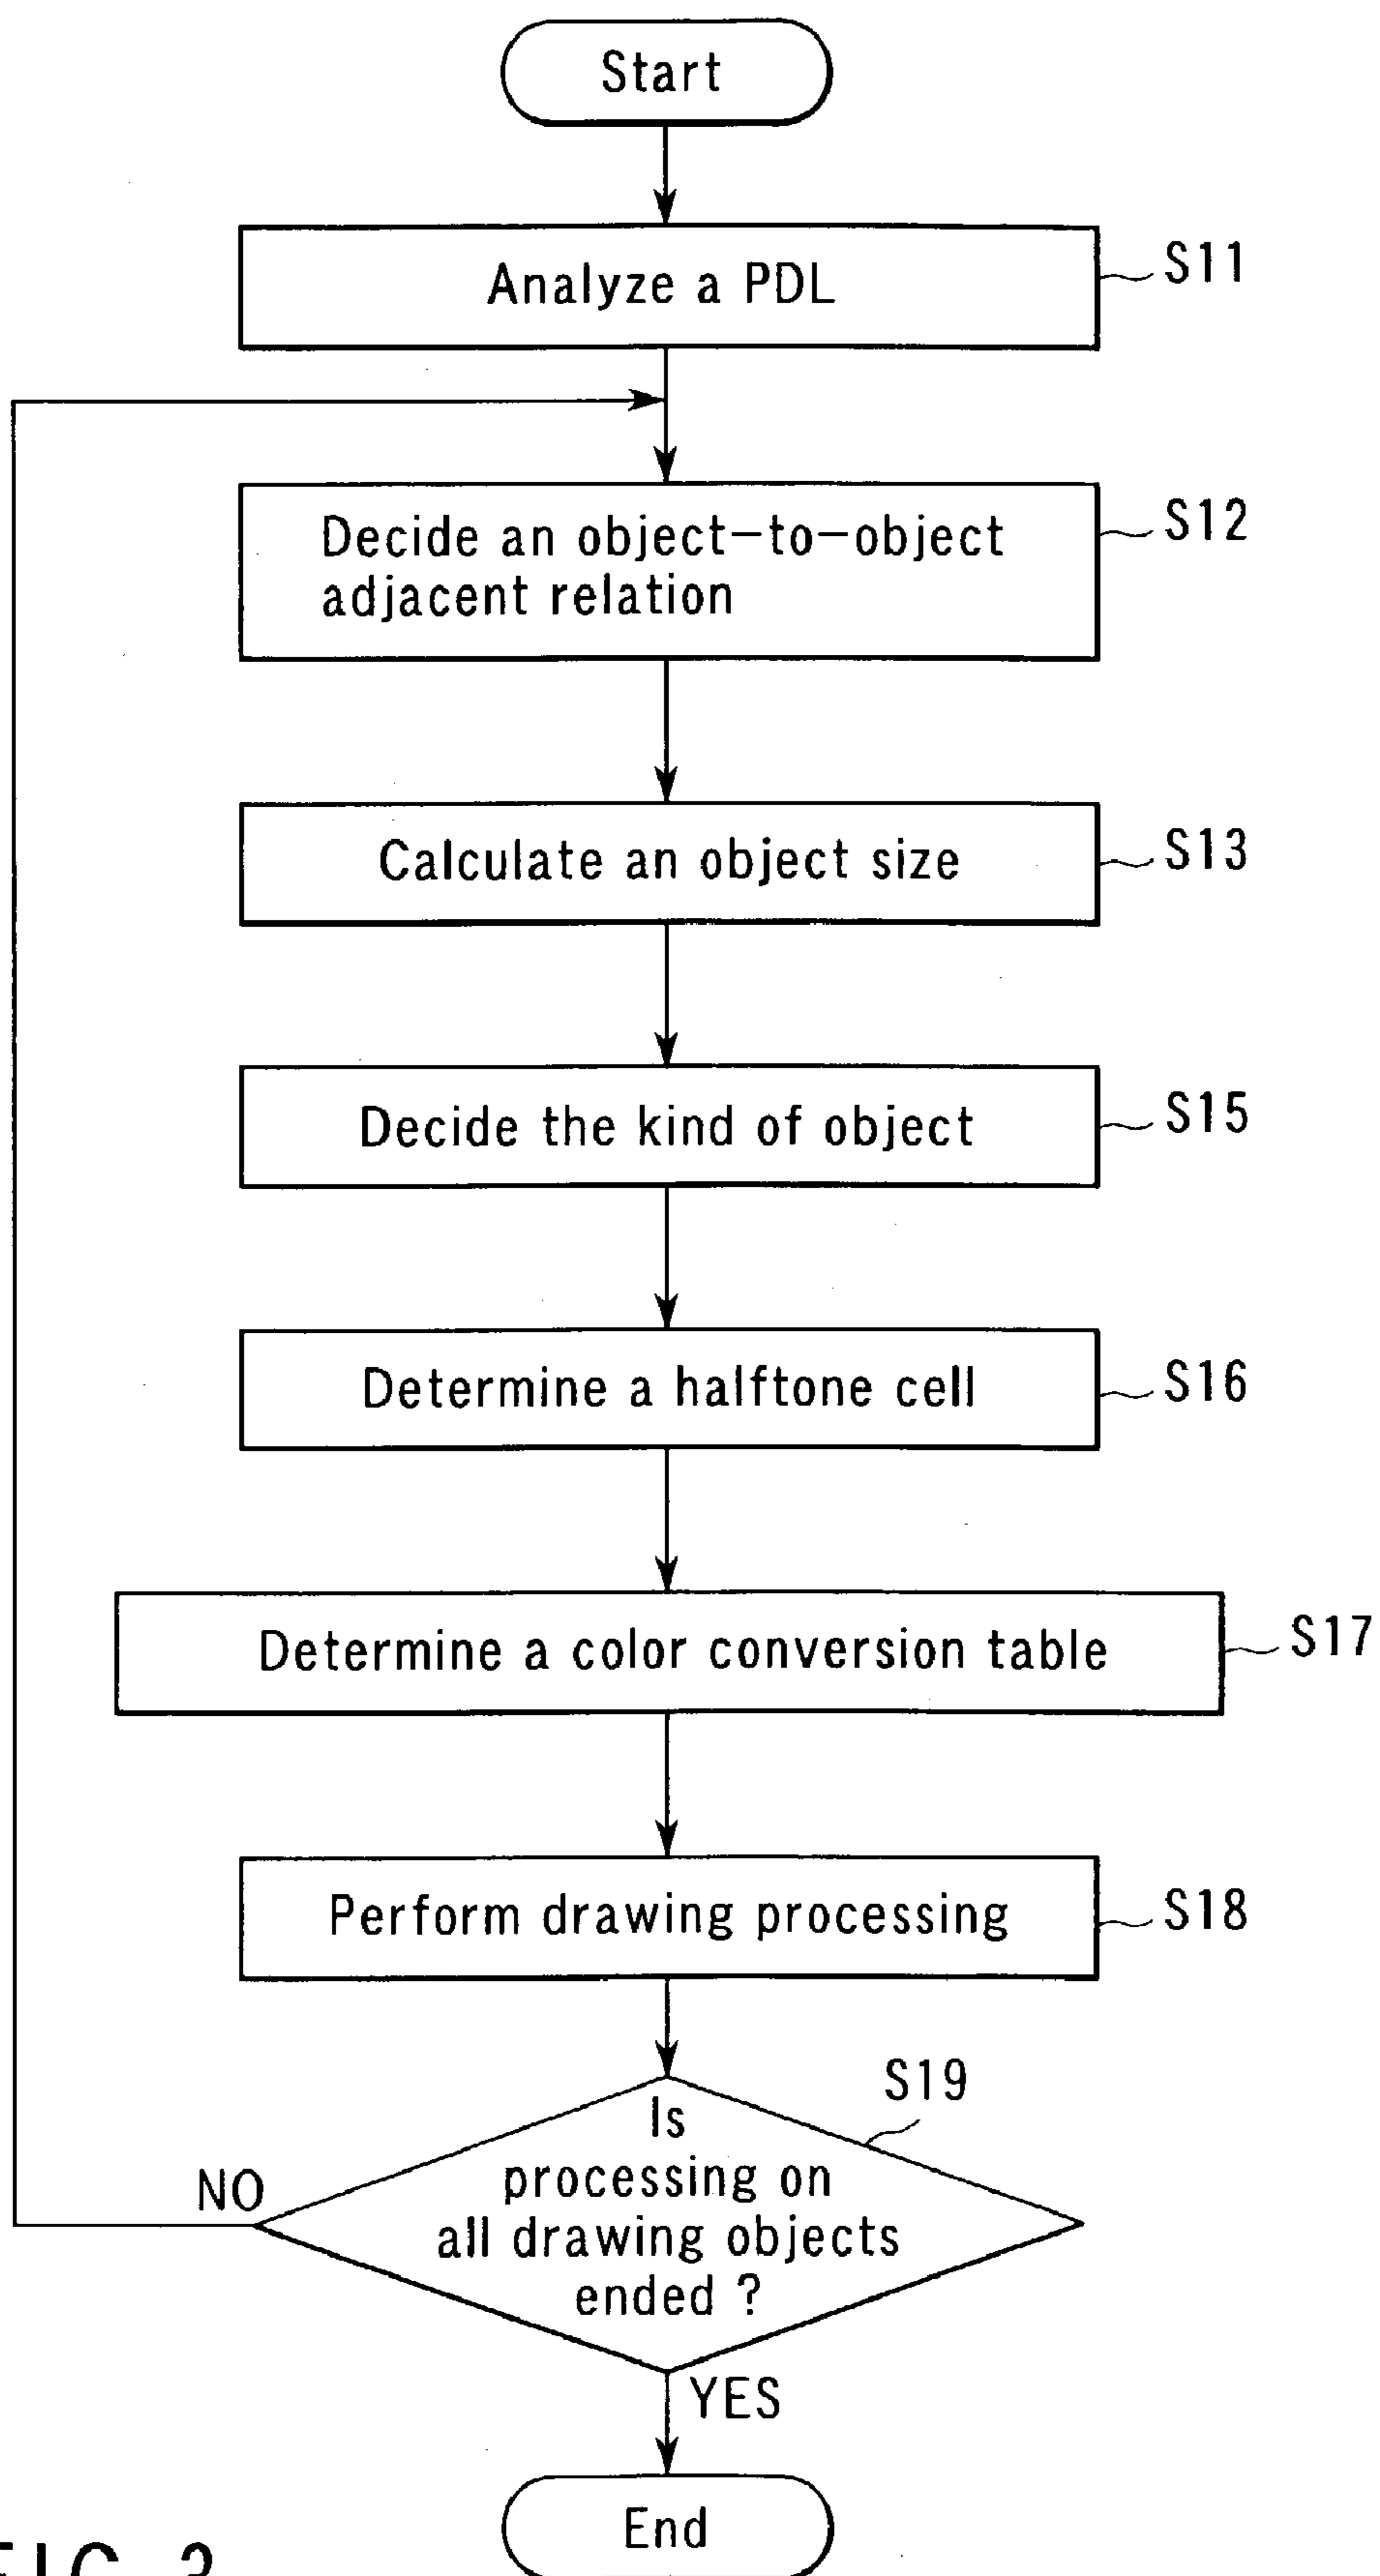 Start
Analyze a PDL
S11
Decide an object-to-object
adjacent relation
S12
Calculate an object size
S13
Decide the kind of object
S15
Determine a halftone cell
S16
Determine a color conversion table
S17
Perform drawing processing
S18
S19
Is
processing on
all drawing objects
ended ?
NO
YES
End